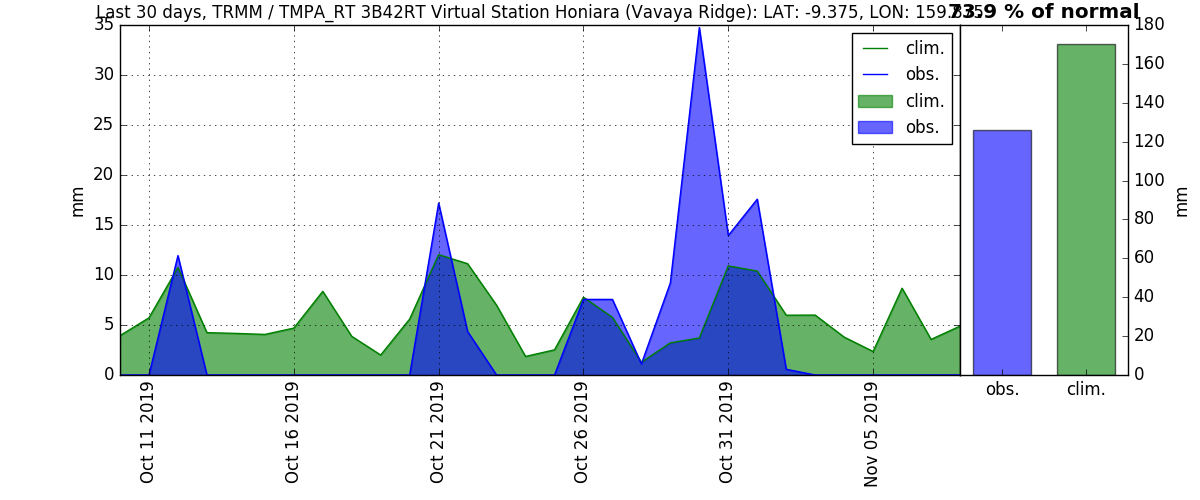 Last 30 days, TRMM / TMPA_RT 3B42RT Virtual Station Honiara (Vavaya Ridge): LAT: -9.375, LON: 159.875
73.9 % of normal
35
30
25
20
15
10
5
0
mm
clim.
obs.
clim.
obs.
180
160
140
120
100
80
60
40
20
0
mm
Oct 11 2019
Oct 16 2019
Oct 21 2019
Oct 26 2019
Oct 31 2019
Nov 05 2019
obs.
clim.